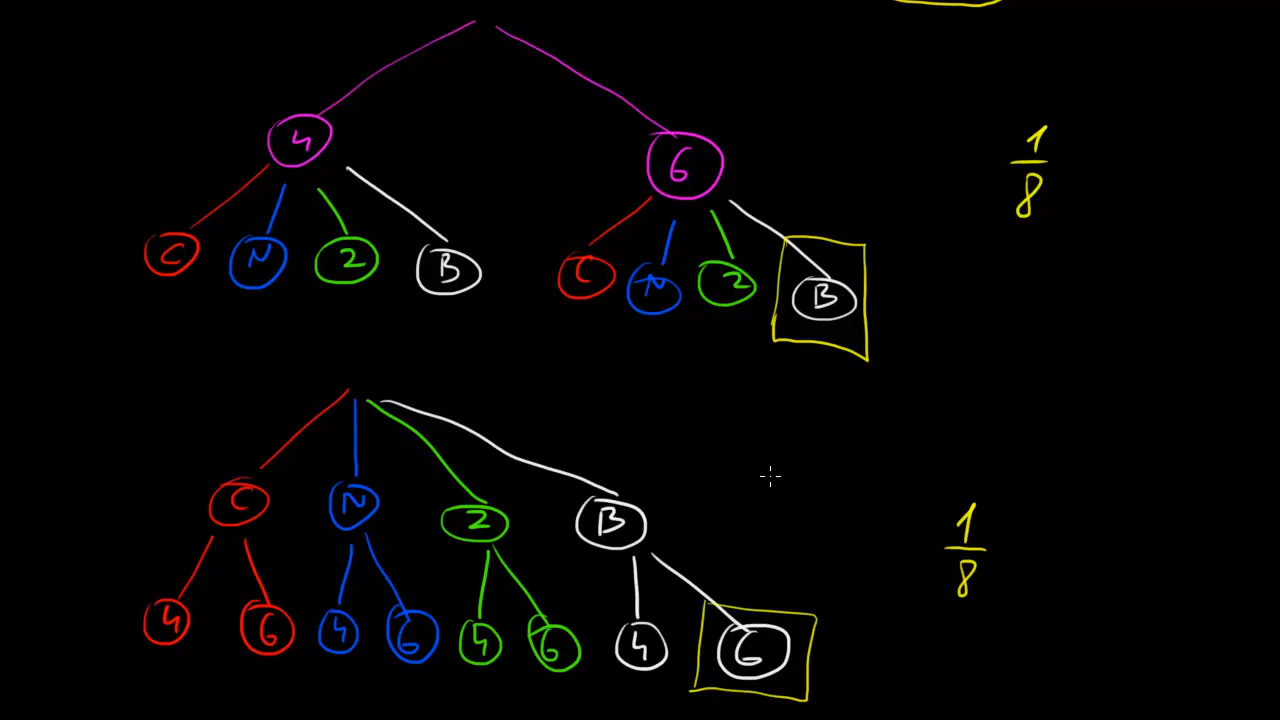 4 6
1/8
C N 2 B C N 2 B
C N 2 B
1/8
4 6 4 6 4 6 4 6